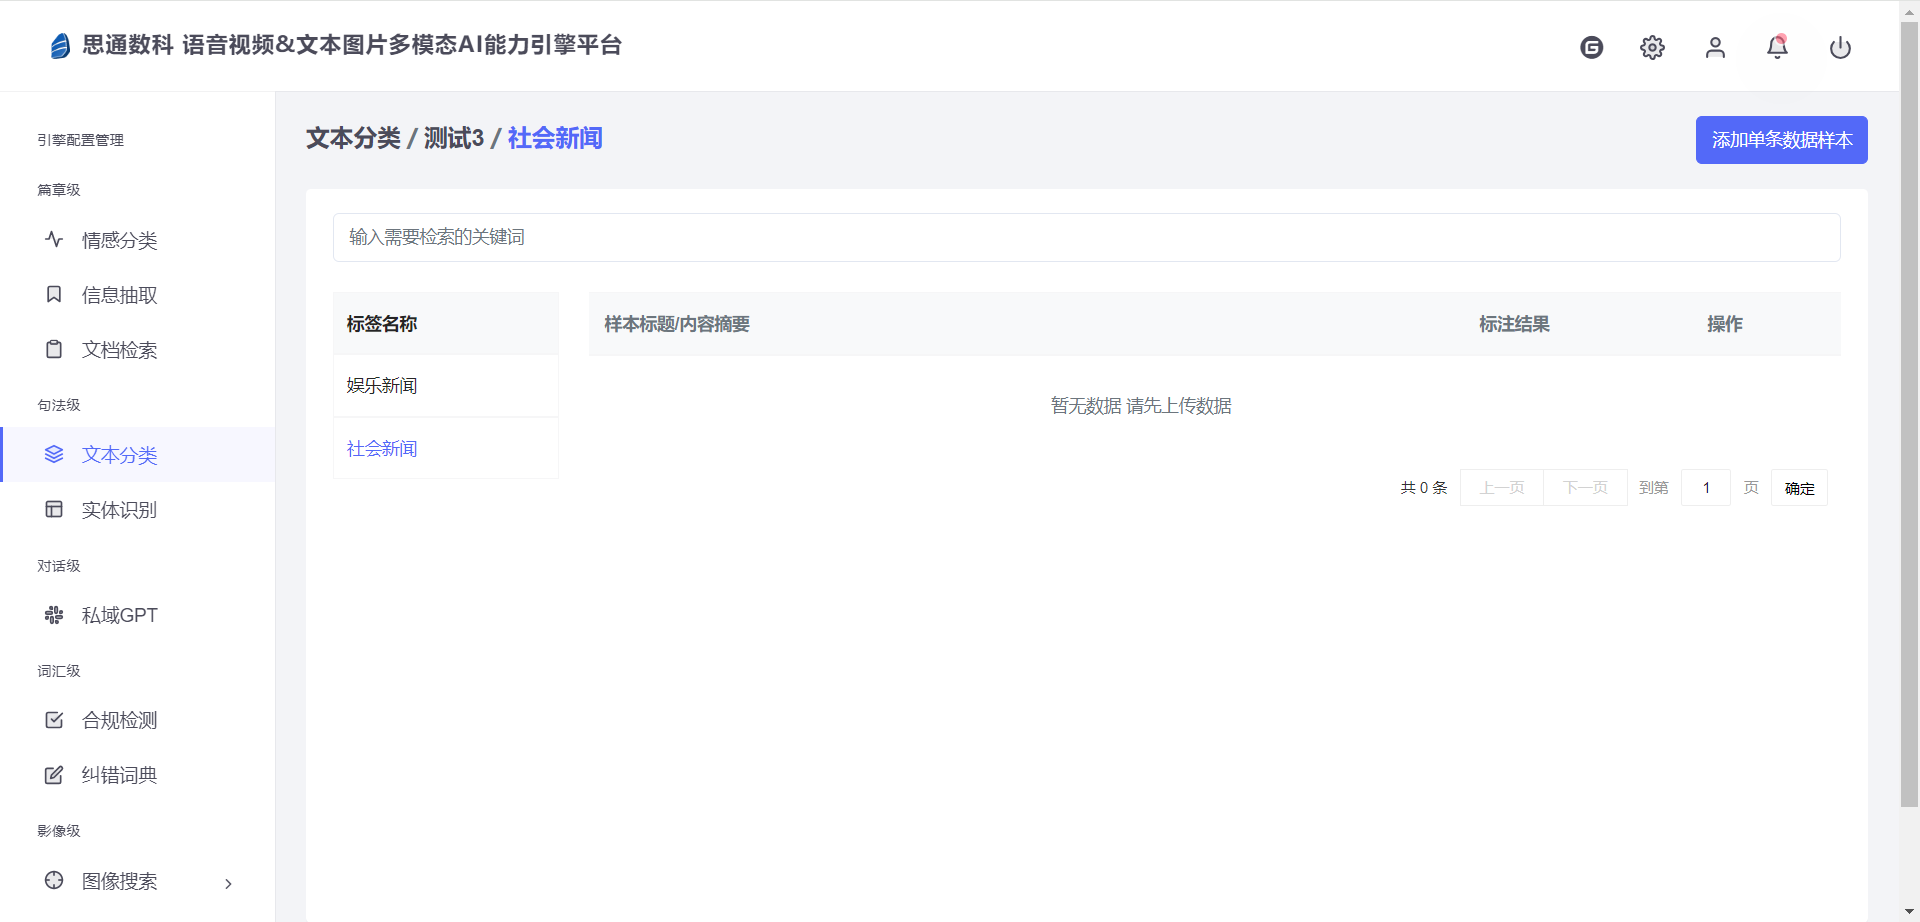 思通数科 语音视频&文本图片多模态AI能力引擎平台
引擎配置管理
篇章级
情感分类
信息抽取
文档检索
句法级
文本分类
实体识别
对话级
私域GPT
词汇级
合规检测
纠错词典
影像级
图像搜索
文本分类 / 测试3 / 社会新闻
添加单条数据样本
输入需要检索的关键词
标签名称
娱乐新闻
社会新闻
样本标题/内容摘要 标注结果 操作
暂无数据 请先上传数据
共 0 条 上一页 下一页 到第 1 页 确定